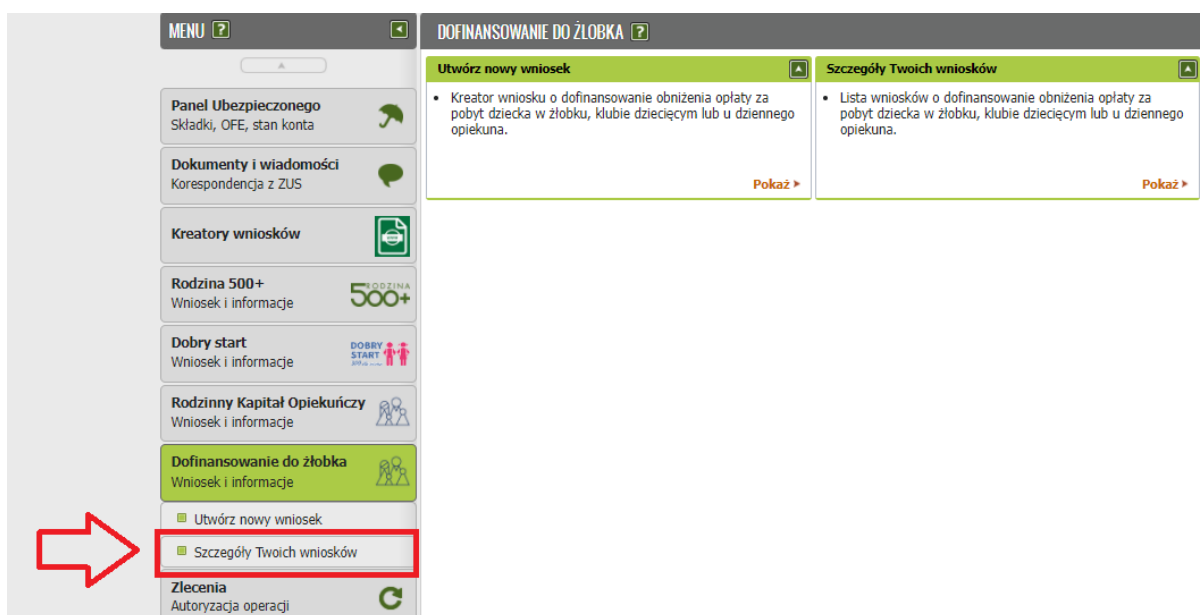 MENU ?
Panel Ubezpieczonego
Składki, OFE, stan konta
Dokumenty i wiadomości
Korespondencja z ZUS
Kreatory wniosków
Rodzina 500+
Wniosek i informacje
RODZINA
500+
Dobry start
Wniosek i informacje
DOBRY
START
Rodzinny Kapitał Opiekuńczy
Wniosek i informacje
Dofinansowanie do żłobka
Wniosek i informacje
Utwórz nowy wniosek
Szczegóły Twoich wniosków
Zlecenia
Autoryzacja operacji
DOFINANSOWANIE DO ŻŁOBKA ?
Utwórz nowy wniosek
• Kreator wniosku o dofinansowanie obniżenia opłaty za
pobyt dziecka w żłobku, klubie dziecięcym lub u dziennego
opiekuna.
Pokaż
Szczegóły Twoich wniosków
• Lista wniosków o dofinansowanie obniżenia opłaty za
pobyt dziecka w żłobku, klubie dziecięcym lub u dziennego
opiekuna.
Pokaż